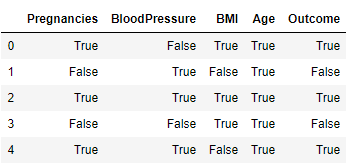 Pregnancies BloodPressure BMI Age Outcome
0 True False True True True
1 False True False True False
2 True True True True True
3 False False True True False
4 True True False True True